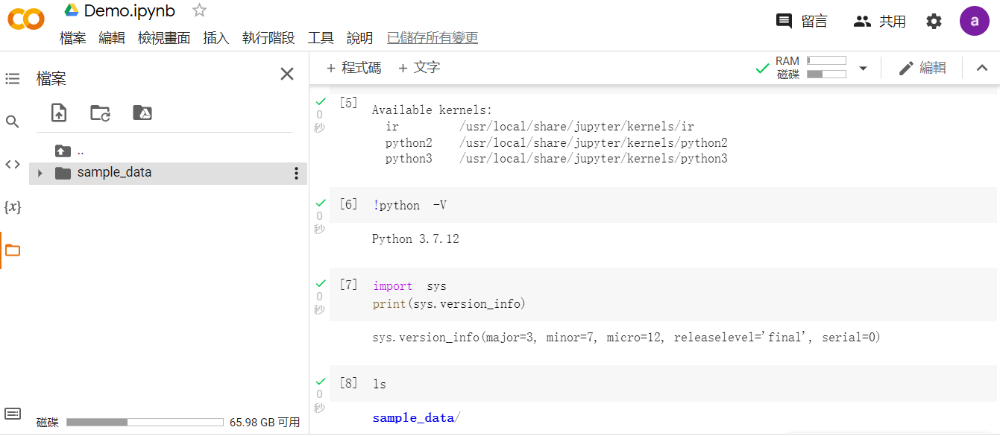 Demo.ipynb
檔案 編輯 檢視畫面 插入 執行階段 工具 說明 已儲存所有變更
留言 共用 a
檔案
..
sample_data
{x}
磁碟 65.98 GB 可用
+ 程式碼 + 文字
RAM
磁碟
編輯
[5]
0
秒
Available kernels:
ir /usr/local/share/jupyter/kernels/ir
python2 /usr/local/share/jupyter/kernels/python2
python3 /usr/local/share/jupyter/kernels/python3
[6] !python -V
0
秒
Python 3.7.12
[7] import sys
print(sys.version_info)
0
秒
sys.version_info(major=3, minor=7, micro=12, releaselevel='final', serial=0)
[8] ls
0
秒
sample_data/